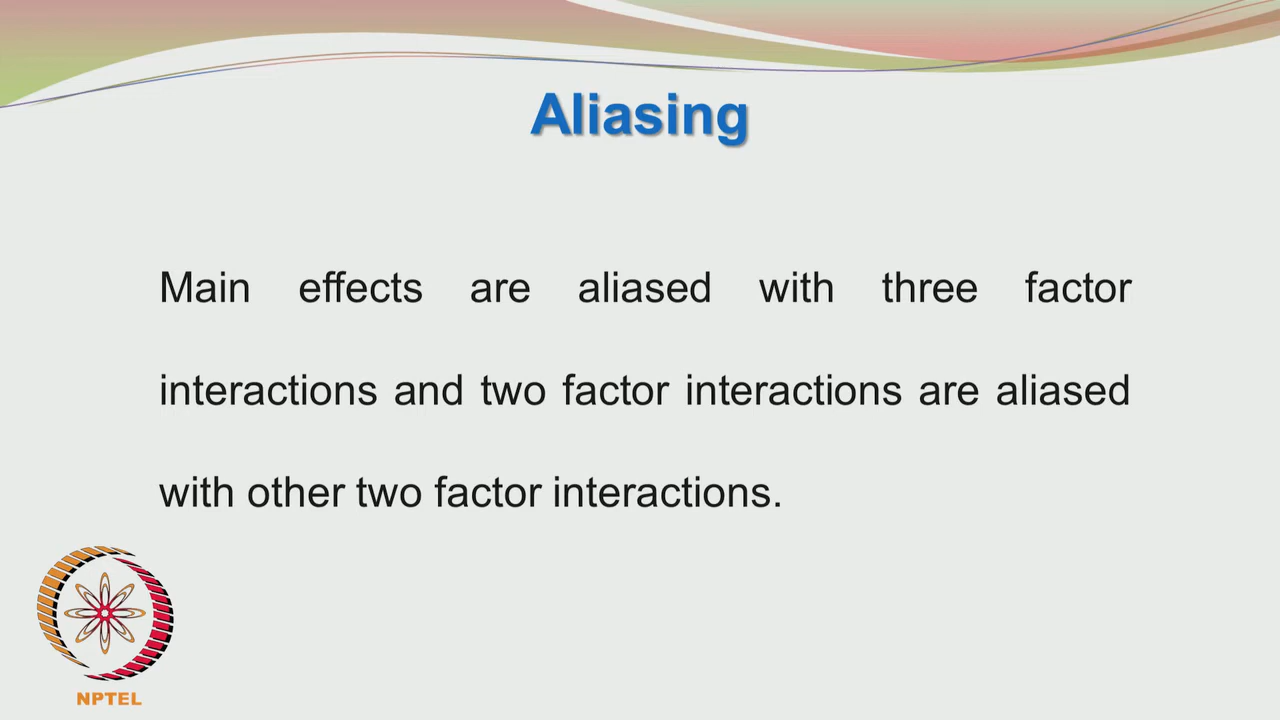 Aliasing
Main effects are aliased with three factor
interactions and two factor interactions are aliased
with other two factor interactions.
NPTEL